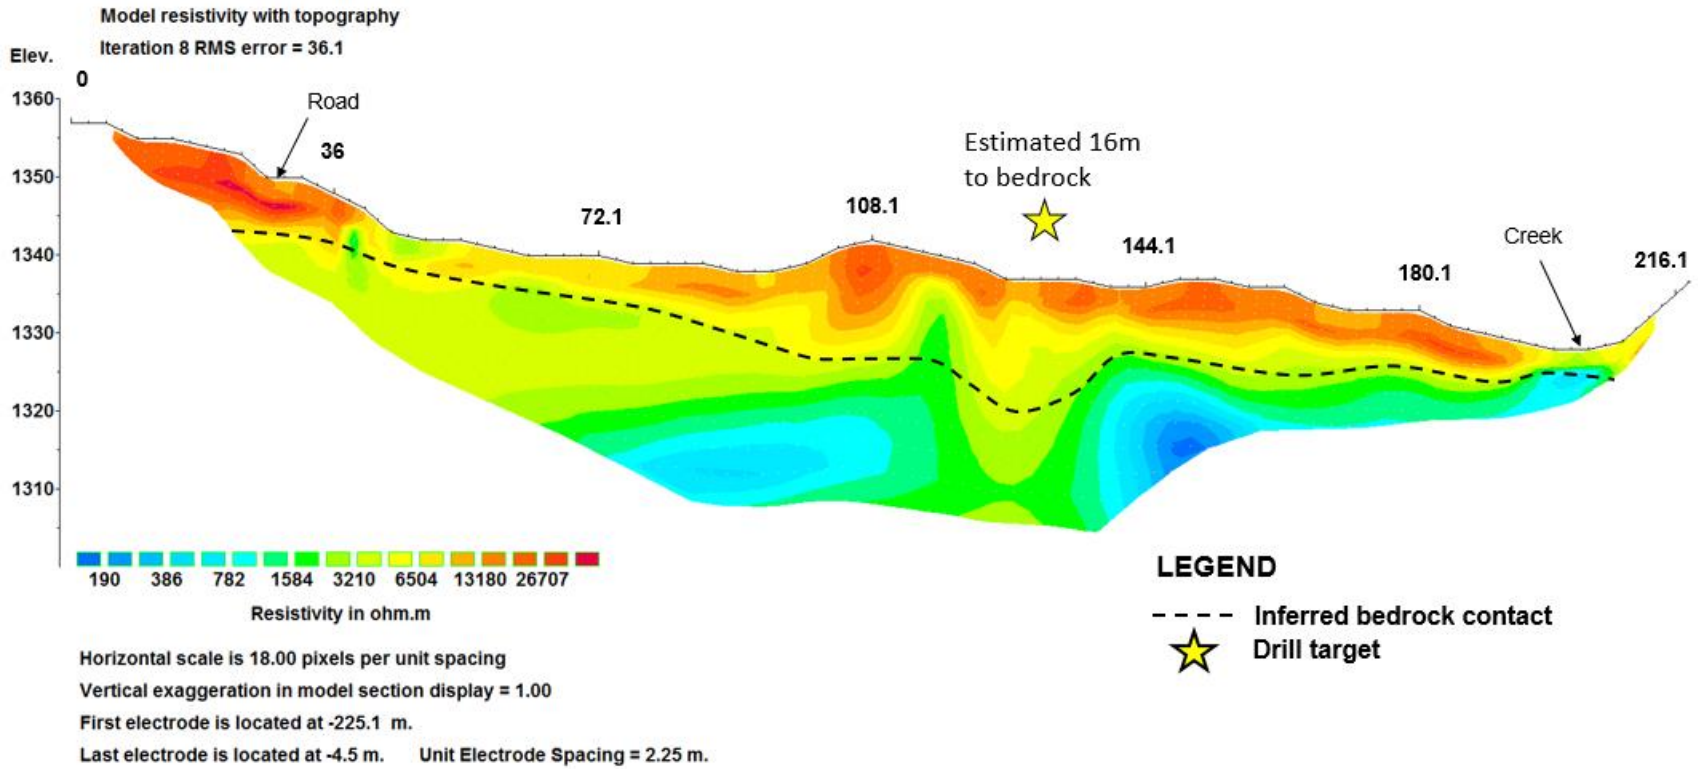 Model resistivity with topography
Iteration 8 RMS error = 36.1
Elev.
0
1360
Road
36
1350
Estimated 16m
to bedrock
72.1
108.1
144.1
Creek
180.1
216.1
1340
1330
1320
1310
190 386 782 1584 3210 6504 13180 26707
Resistivity in ohm.m
LEGEND
Inferred bedrock contact
Drill target
Horizontal scale is 18.00 pixels per unit spacing
Vertical exaggeration in model section display = 1.00
First electrode is located at -225.1 m.
Last electrode is located at -4.5 m. Unit Electrode Spacing = 2.25 m.